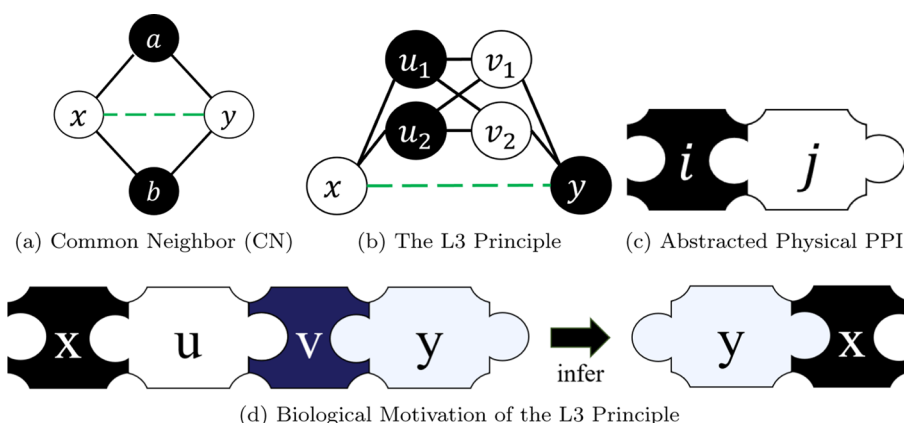 a
x
y
b
(a) Common Neighbor (CN)
u₁
v₁
u₂
v₂
x
y
(b) The L3 Principle
i
j
(c) Abstracted Physical PPI
x
u
v
y
infer
y
x
(d) Biological Motivation of the L3 Principle